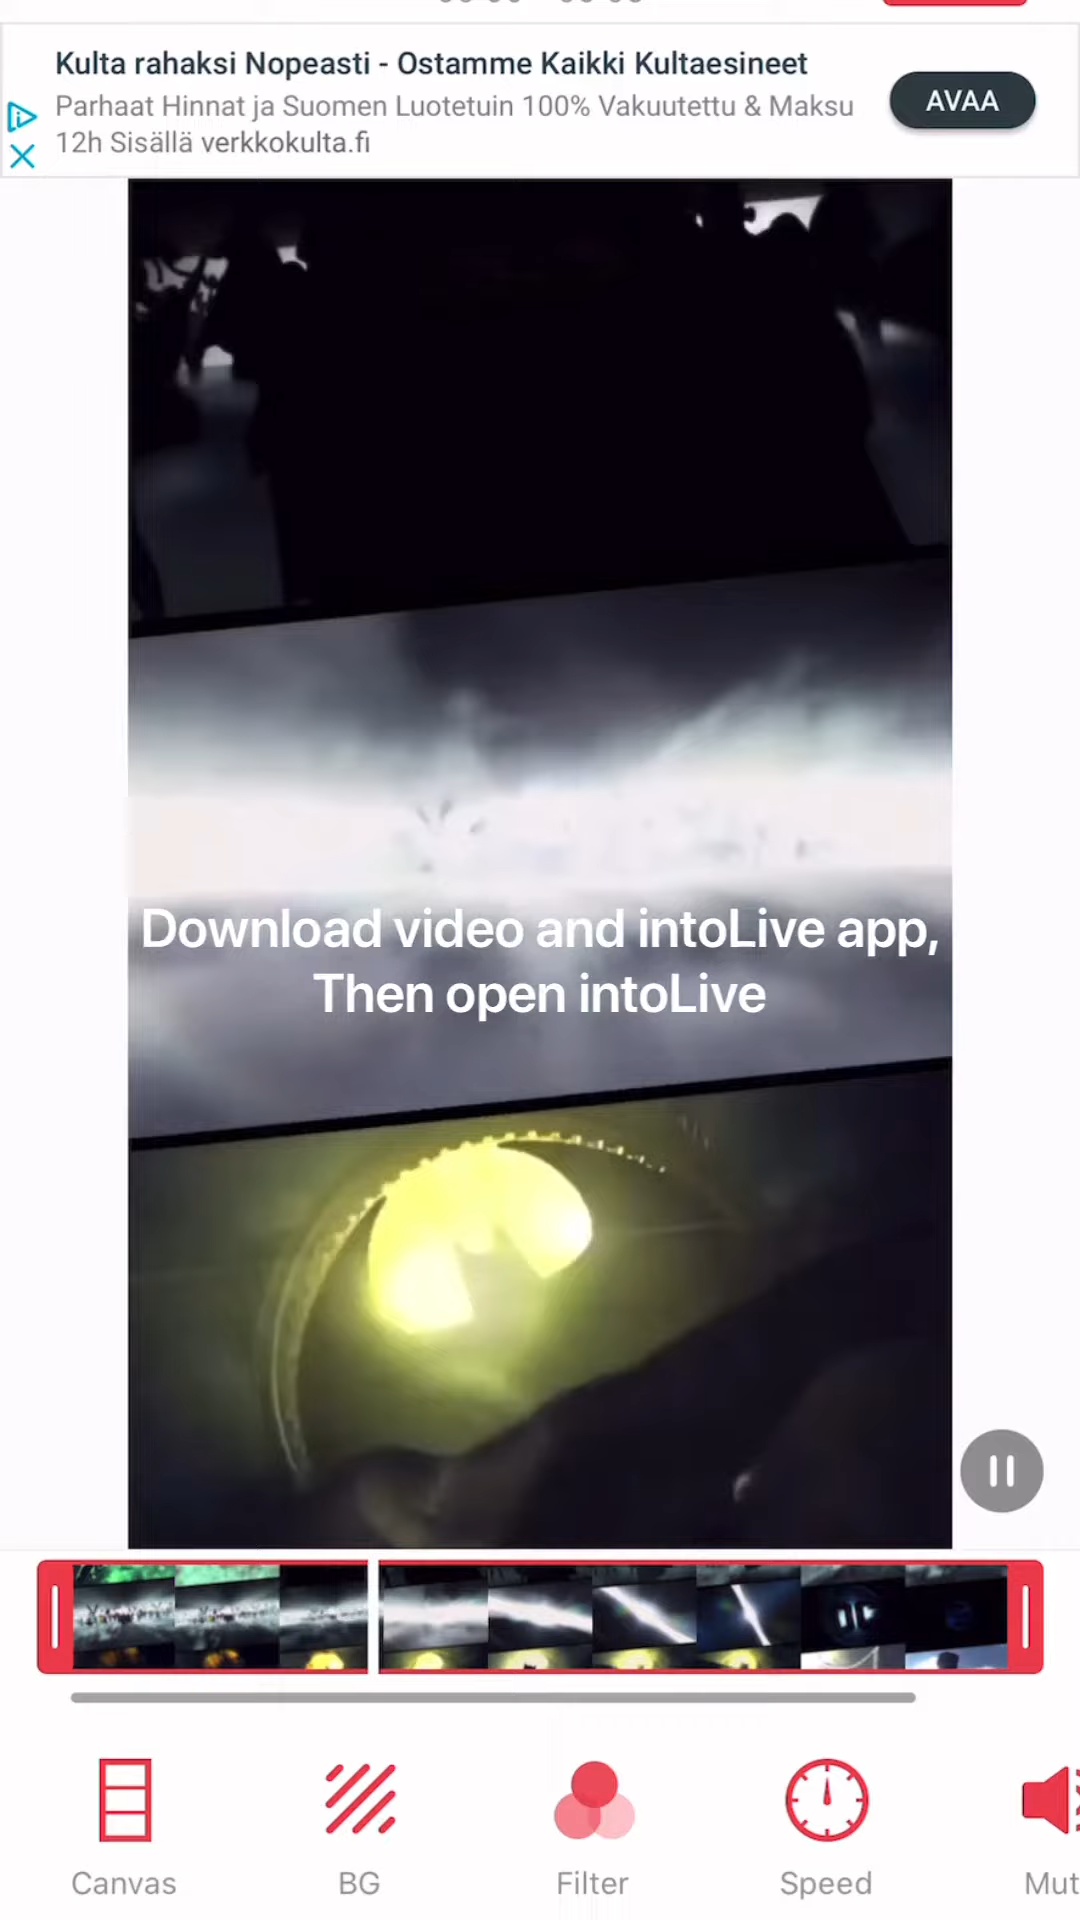 Kulta rahaksi Nopeasti - Ostamme Kaikki Kultaesineet
Parhaat Hinnat ja Suomen Luotetuin 100% Vakuutettu & Maksu
12h Sisällä verkkokulta.fi
AVAA
Download video and intoLive app,
Then open intoLive
Canvas
BG
Filter
Speed
Mut